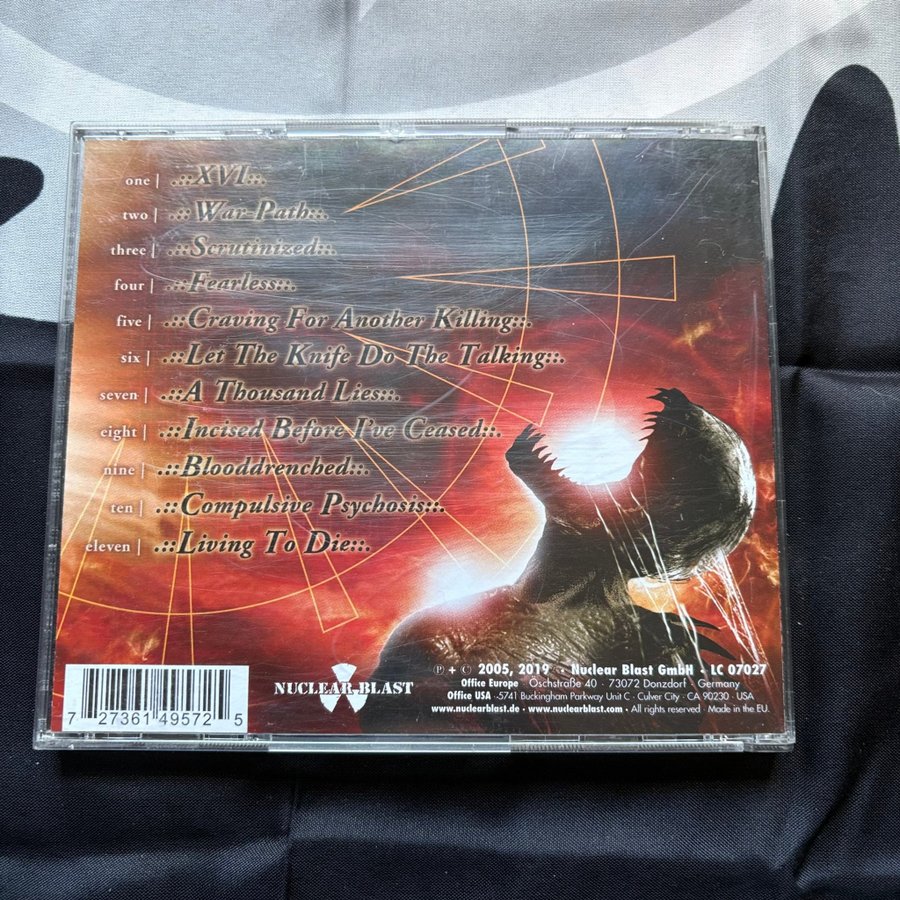 one | .::XVI::.
two | .::War-Path::.
three | .::Scrutinized::.
four | .::Fearless::.
five | .::Craving For Another Killing::.
six | .::Let The Knife Do The Talking::.
seven | .::A Thousand Lies::.
eight | .::Incised Before I've Ceased::.
nine | .::Blooddrenched::.
ten | .::Compulsive Psychosis::.
eleven | .::Living To Die::.
7 27361 49572 5
NUCLEAR BLAST
℗ + © 2005, 2019 · Nuclear Blast GmbH · LC 07027
Office Europe · Öschstraße 40 · 73072 Donzdorf · Germany
Office USA · 5741 Buckingham Parkway Unit C · Culver City · CA 90230 · USA
www.nuclearblast.de · www.nuclearblast.com · All rights reserved · Made in the EU.